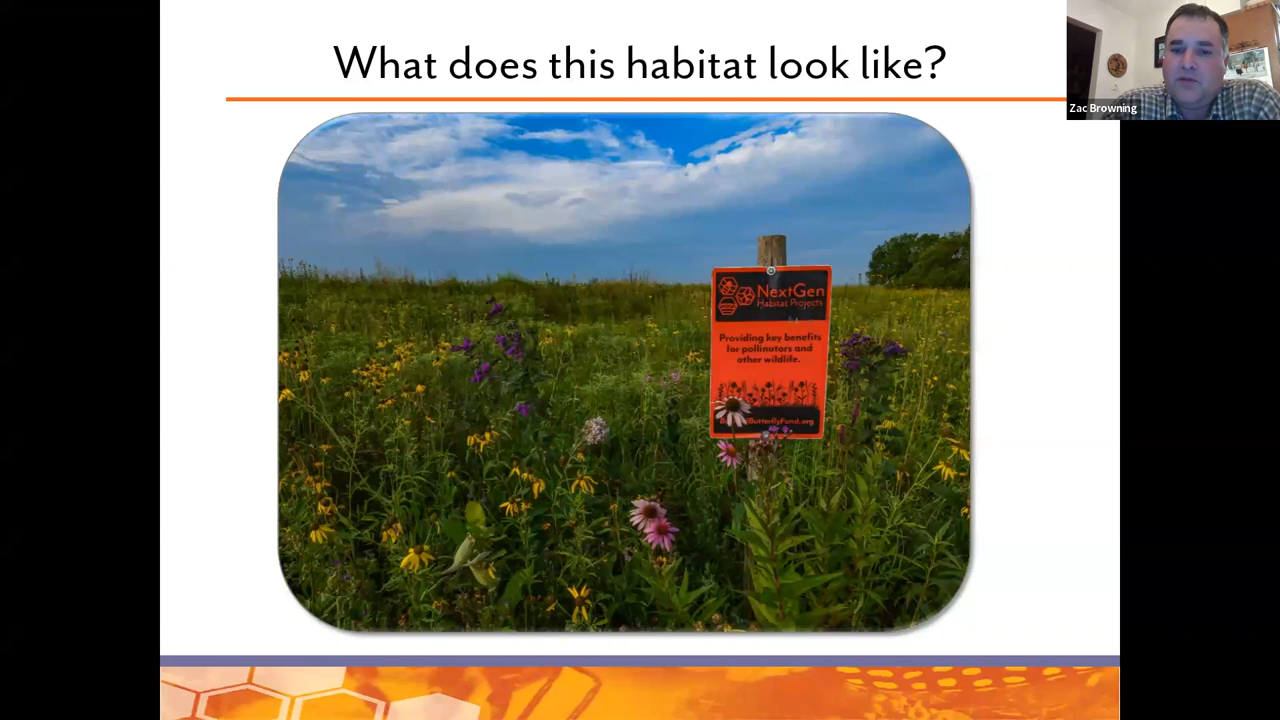 What does this habitat look like?
Zac Browning
NextGen
Habitat Projects
Providing key benefits
for pollinators and
other wildlife.
ButterflyFund.org